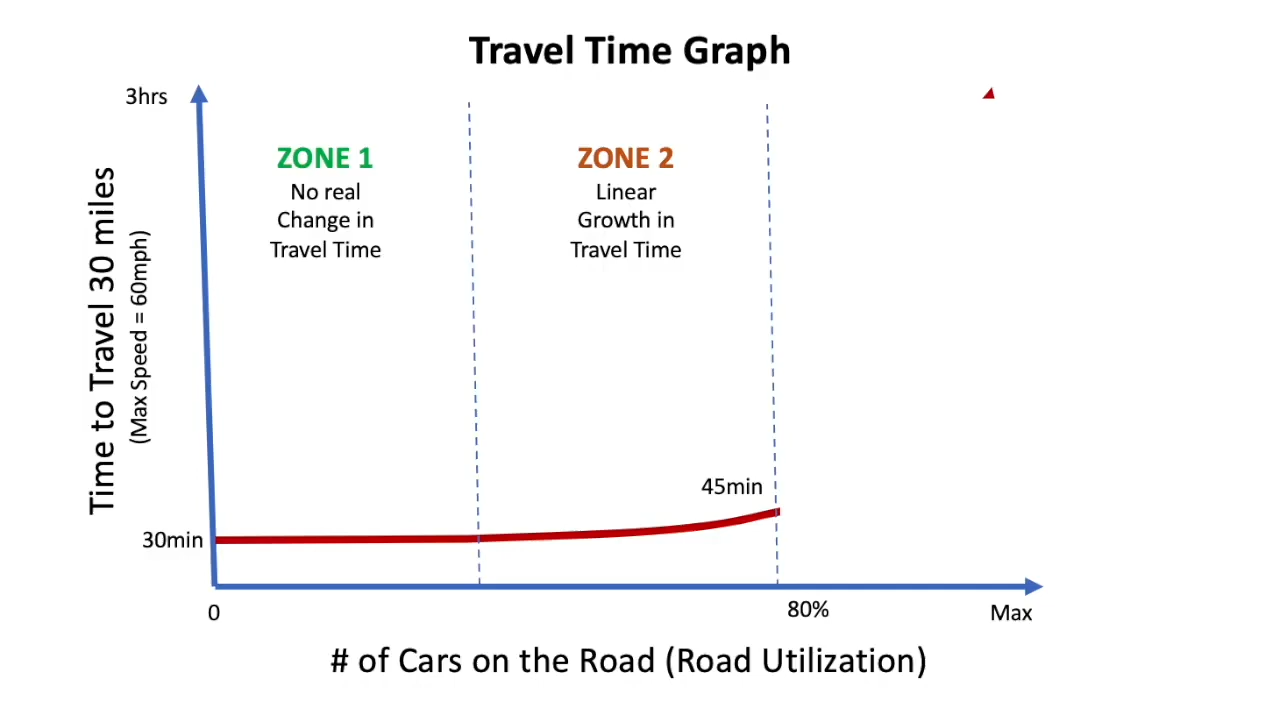 Travel Time Graph
3hrs
Time to Travel 30 miles
(Max Speed = 60mph)
ZONE 1
No real
Change in
Travel Time
ZONE 2
Linear
Growth in
Travel Time
45min
30min
0
80%
Max
# of Cars on the Road (Road Utilization)